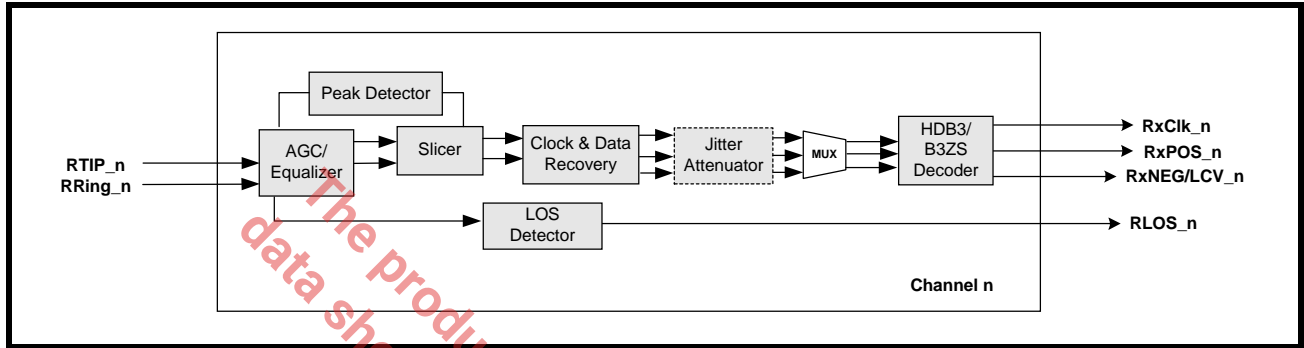 Peak Detector
AGC/
Equalizer
Slicer
Clock & Data
Recovery
Jitter
Attenuator
MUX
HDB3/
B3ZS
Decoder
RTIP_n
RRing_n
RxClk_n
RxPOS_n
RxNEG/LCV_n
LOS
Detector
RLOS_n
Channel n
The produ
data she